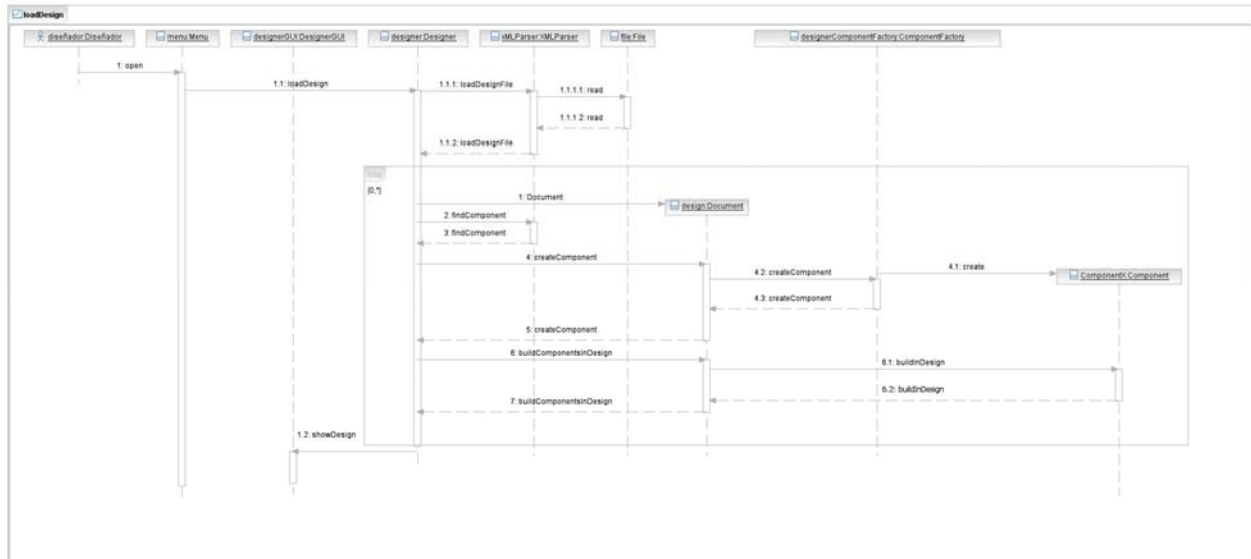 loadDesign
diseñador:Diseñador
menu:Menu
designerGUI:DesignerGUI
designer:Designer
xMLParser:XMLParser
file:File
designerComponentFactory:ComponentFactory
1: open
1.1: loadDesign
1.1.1: loadDesignFile
1.1.1.1: read
1.1.1.2: read
1.1.2: loadDesignFile
loop
[0,*]
1: Document
design:Document
2: findComponent
3: findComponent
4: createComponent
4.2: createComponent
4.1: create
ComponentX:Component
4.3: createComponent
5: createComponent
6: buildComponentsInDesign
6.1: buildInDesign
6.2: buildInDesign
7: buildComponentsInDesign
1.2: showDesign